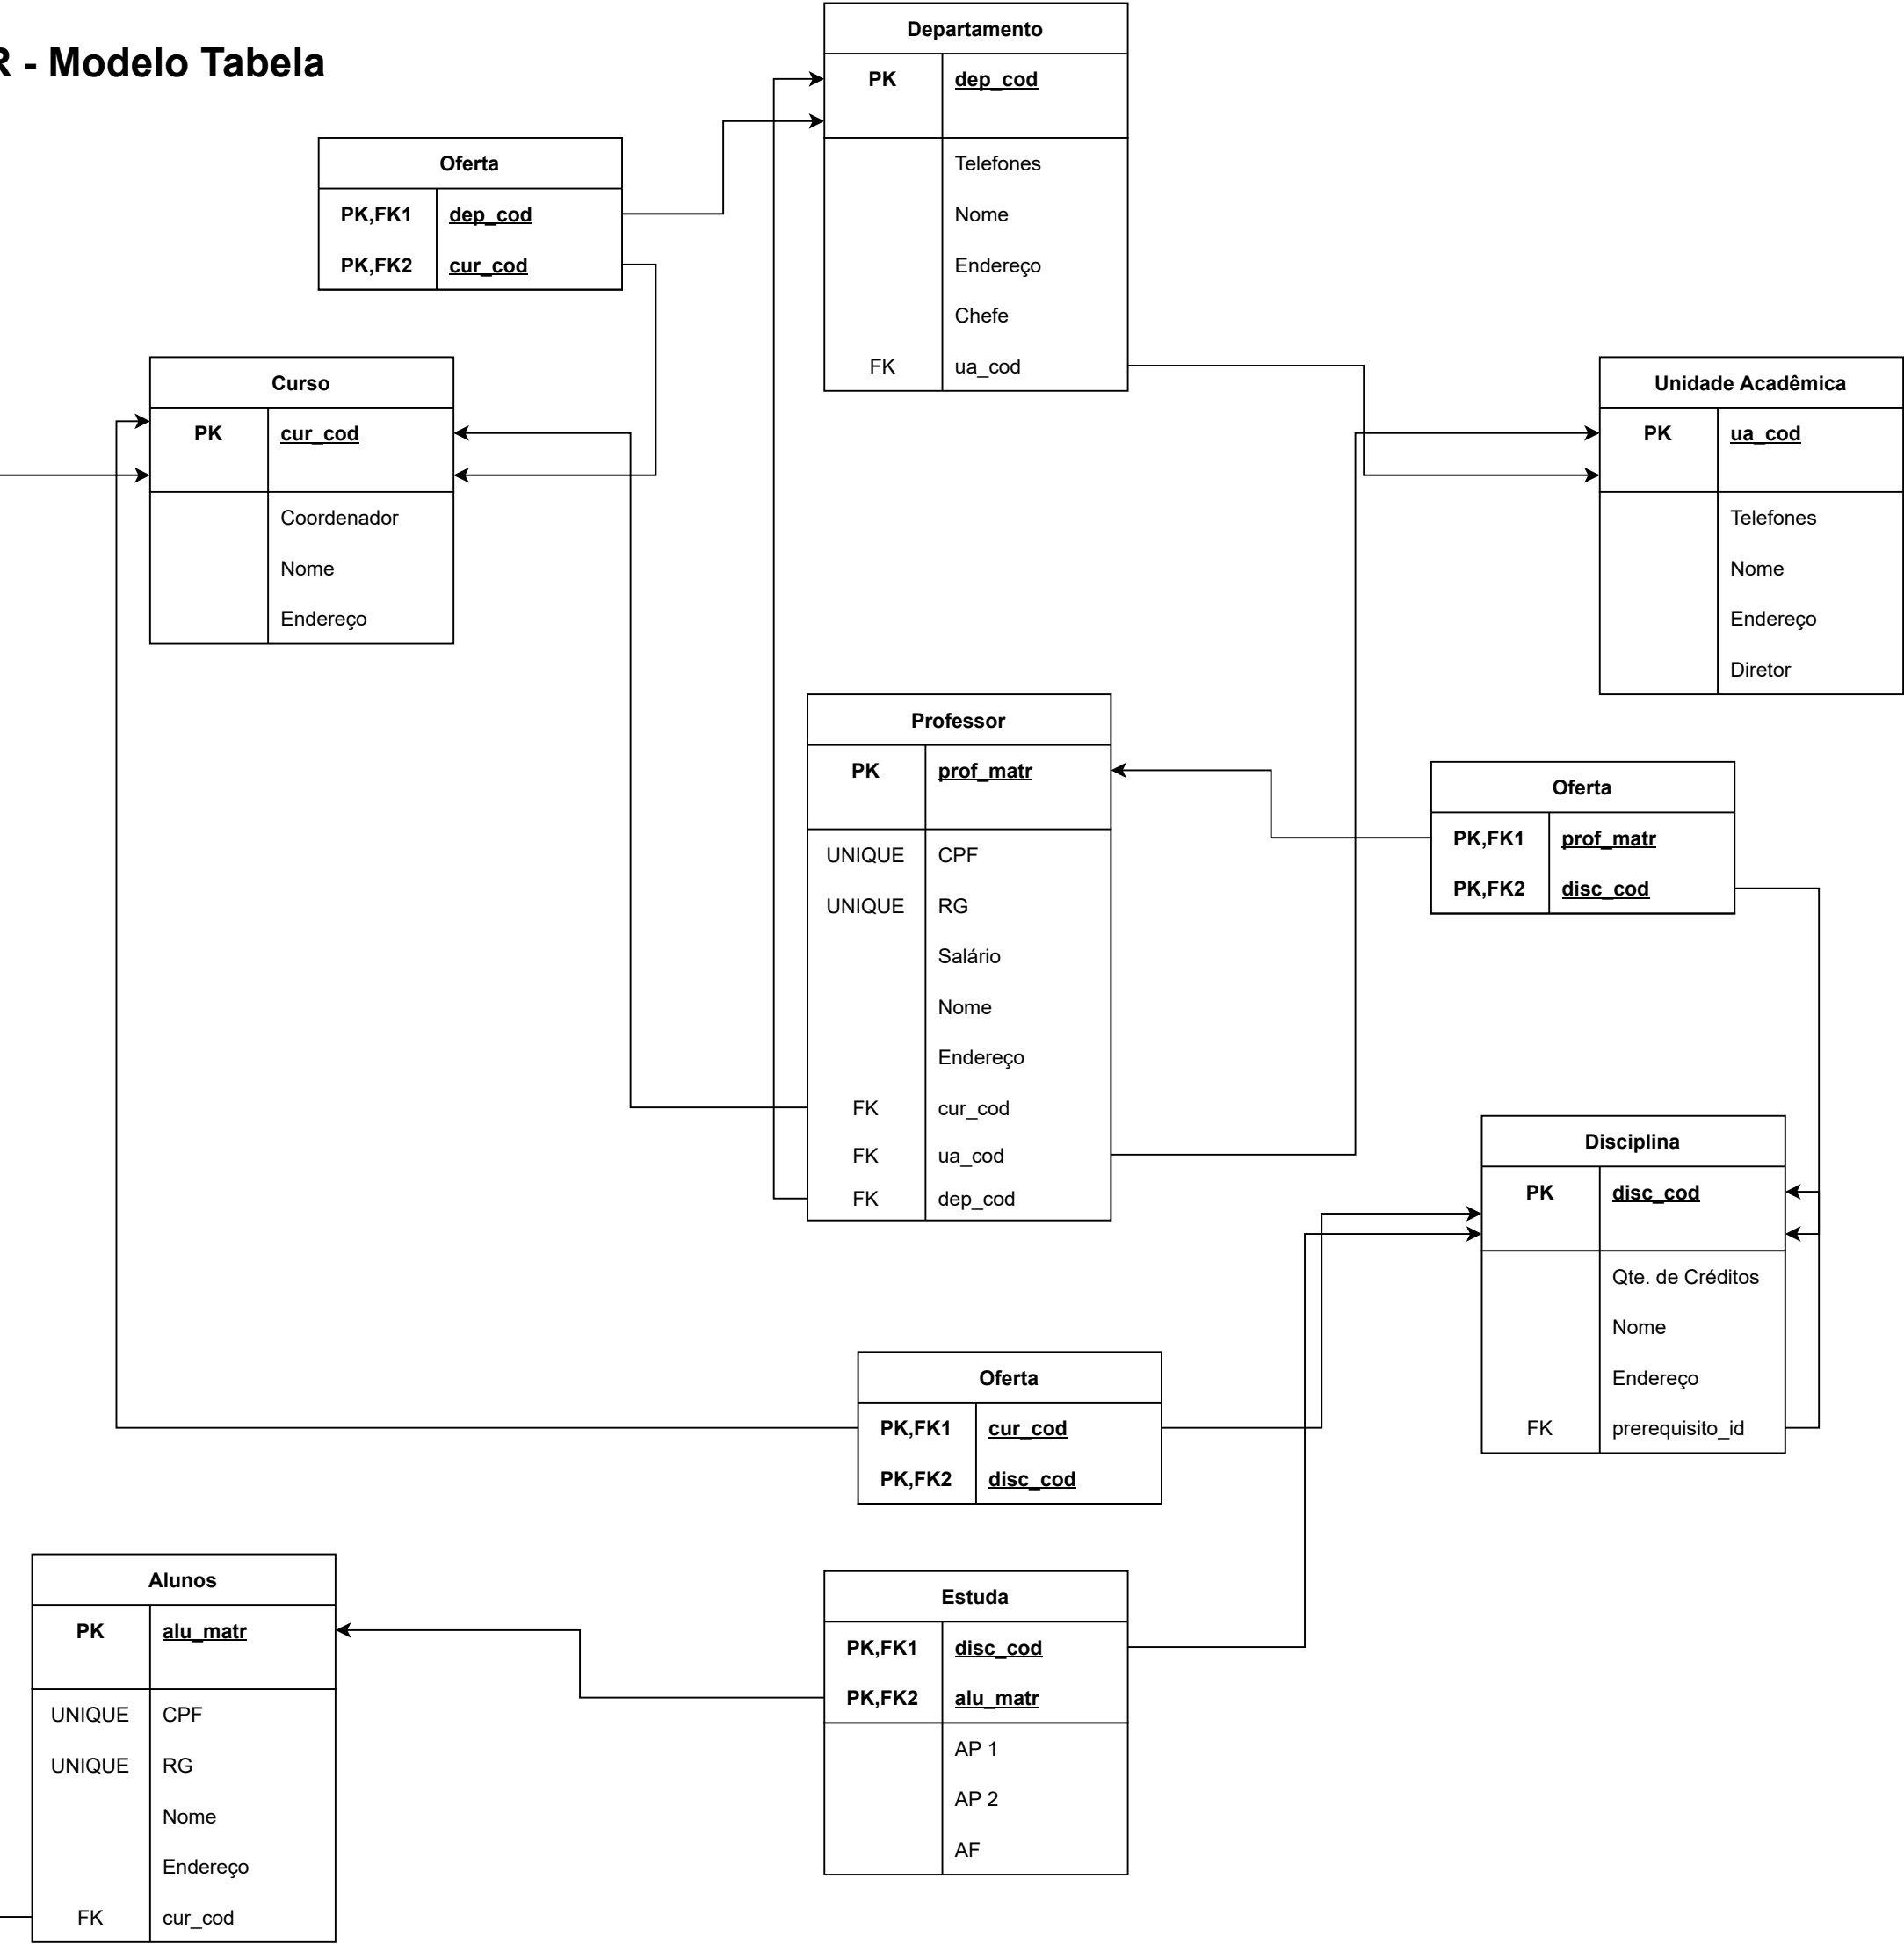 R - Modelo Tabela
Departamento
PK dep_cod
Telefones
Nome
Endereço
Chefe
FK ua_cod
Oferta
PK,FK1 dep_cod
PK,FK2 cur_cod
Curso
PK cur_cod
Coordenador
Nome
Endereço
Unidade Acadêmica
PK ua_cod
Telefones
Nome
Endereço
Diretor
Professor
PK prof_matr
UNIQUE CPF
UNIQUE RG
Salário
Nome
Endereço
FK cur_cod
FK ua_cod
FK dep_cod
Oferta
PK,FK1 prof_matr
PK,FK2 disc_cod
Disciplina
PK disc_cod
Qte. de Créditos
Nome
Endereço
FK prerequisito_id
Oferta
PK,FK1 cur_cod
PK,FK2 disc_cod
Alunos
PK alu_matr
UNIQUE CPF
UNIQUE RG
Nome
Endereço
FK cur_cod
Estuda
PK,FK1 disc_cod
PK,FK2 alu_matr
AP 1
AP 2
AF